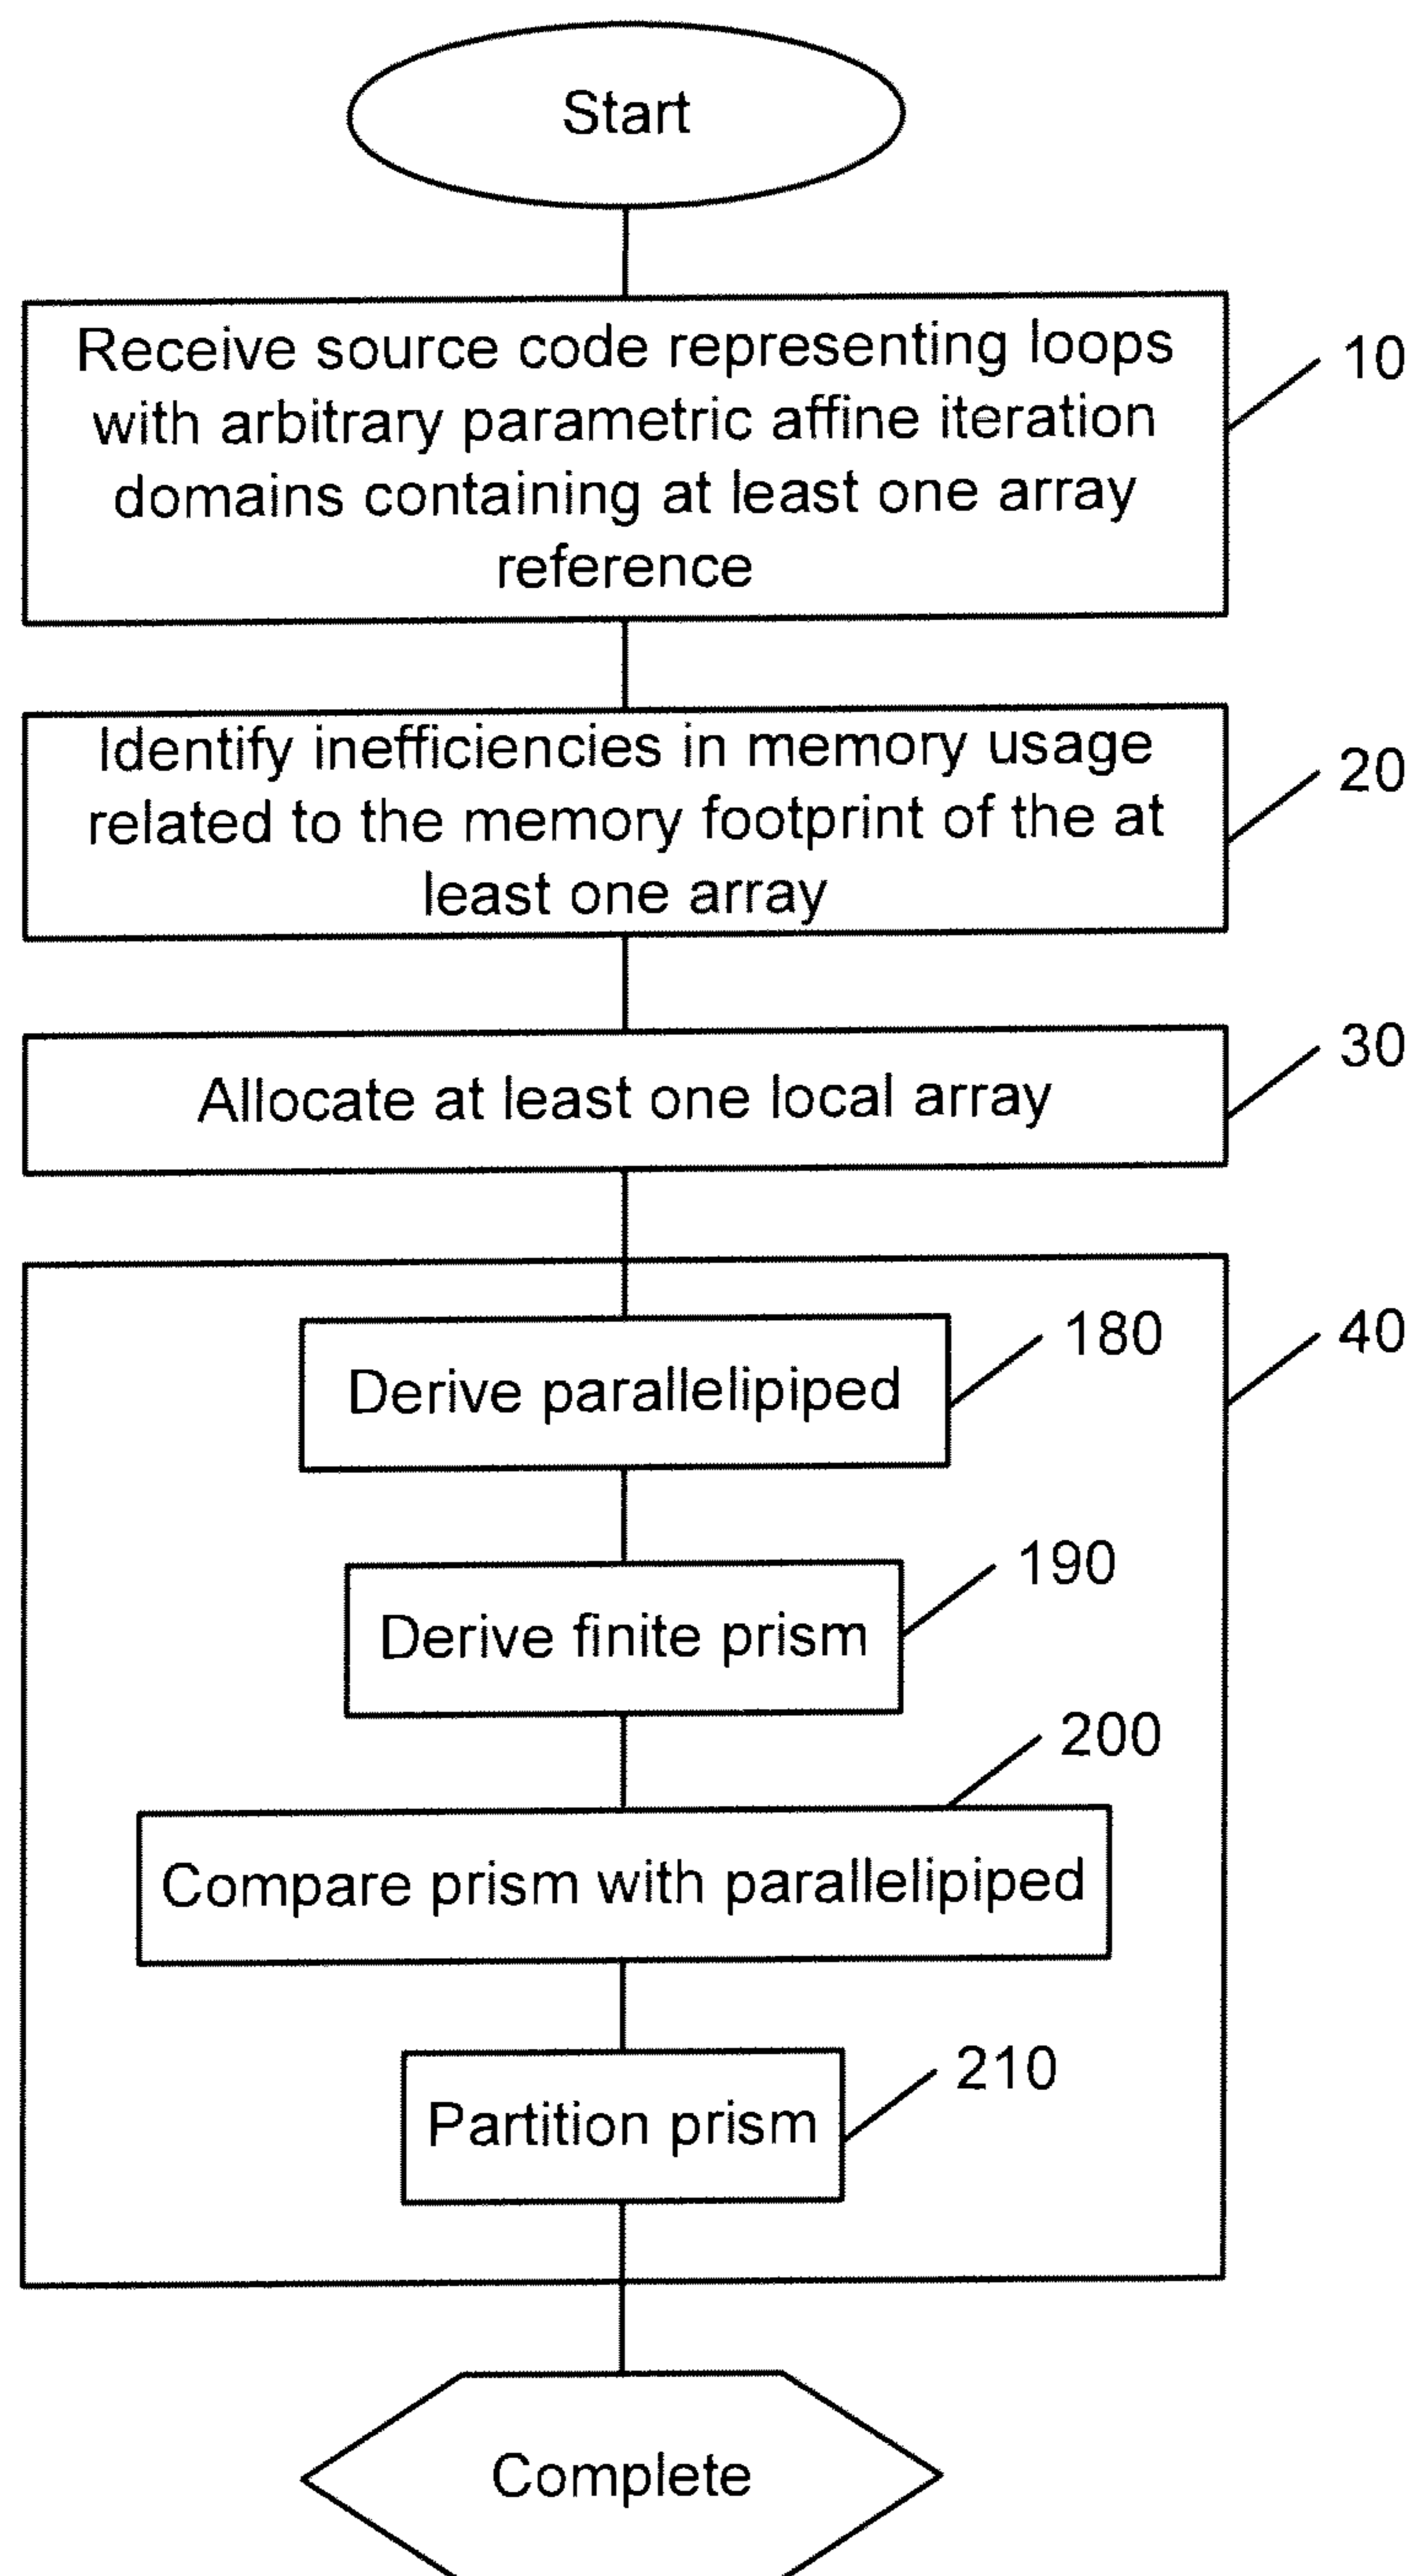 Start
Receive source code representing loops
with arbitrary parametric affine iteration
domains containing at least one array
reference
10
Identify inefficiencies in memory usage
related to the memory footprint of the at
least one array
20
Allocate at least one local array
30
40
Derive parallelipiped
180
Derive finite prism
190
200
Compare prism with parallelipiped
Partition prism
210
Complete